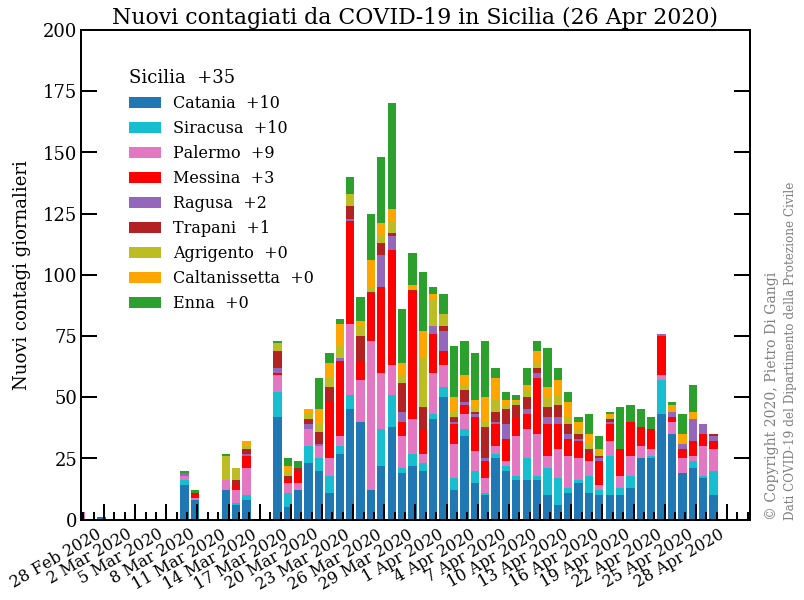 Nuovi contagiati da COVID-19 in Sicilia (26 Apr 2020)
Nuovi contagi giornalieri
200
175
150
125
100
75
50
25
0
Sicilia +35
Catania +10
Siracusa +10
Palermo +9
Messina +3
Ragusa +2
Trapani +1
Agrigento +0
Caltanissetta +0
Enna +0
28 Feb 2020
2 Mar 2020
5 Mar 2020
8 Mar 2020
11 Mar 2020
14 Mar 2020
17 Mar 2020
20 Mar 2020
23 Mar 2020
26 Mar 2020
29 Mar 2020
1 Apr 2020
4 Apr 2020
7 Apr 2020
10 Apr 2020
13 Apr 2020
16 Apr 2020
19 Apr 2020
22 Apr 2020
25 Apr 2020
28 Apr 2020
© Copyright 2020, Pietro Di Gangi
Dati COVID-19 del Dipartimento della Protezione Civile